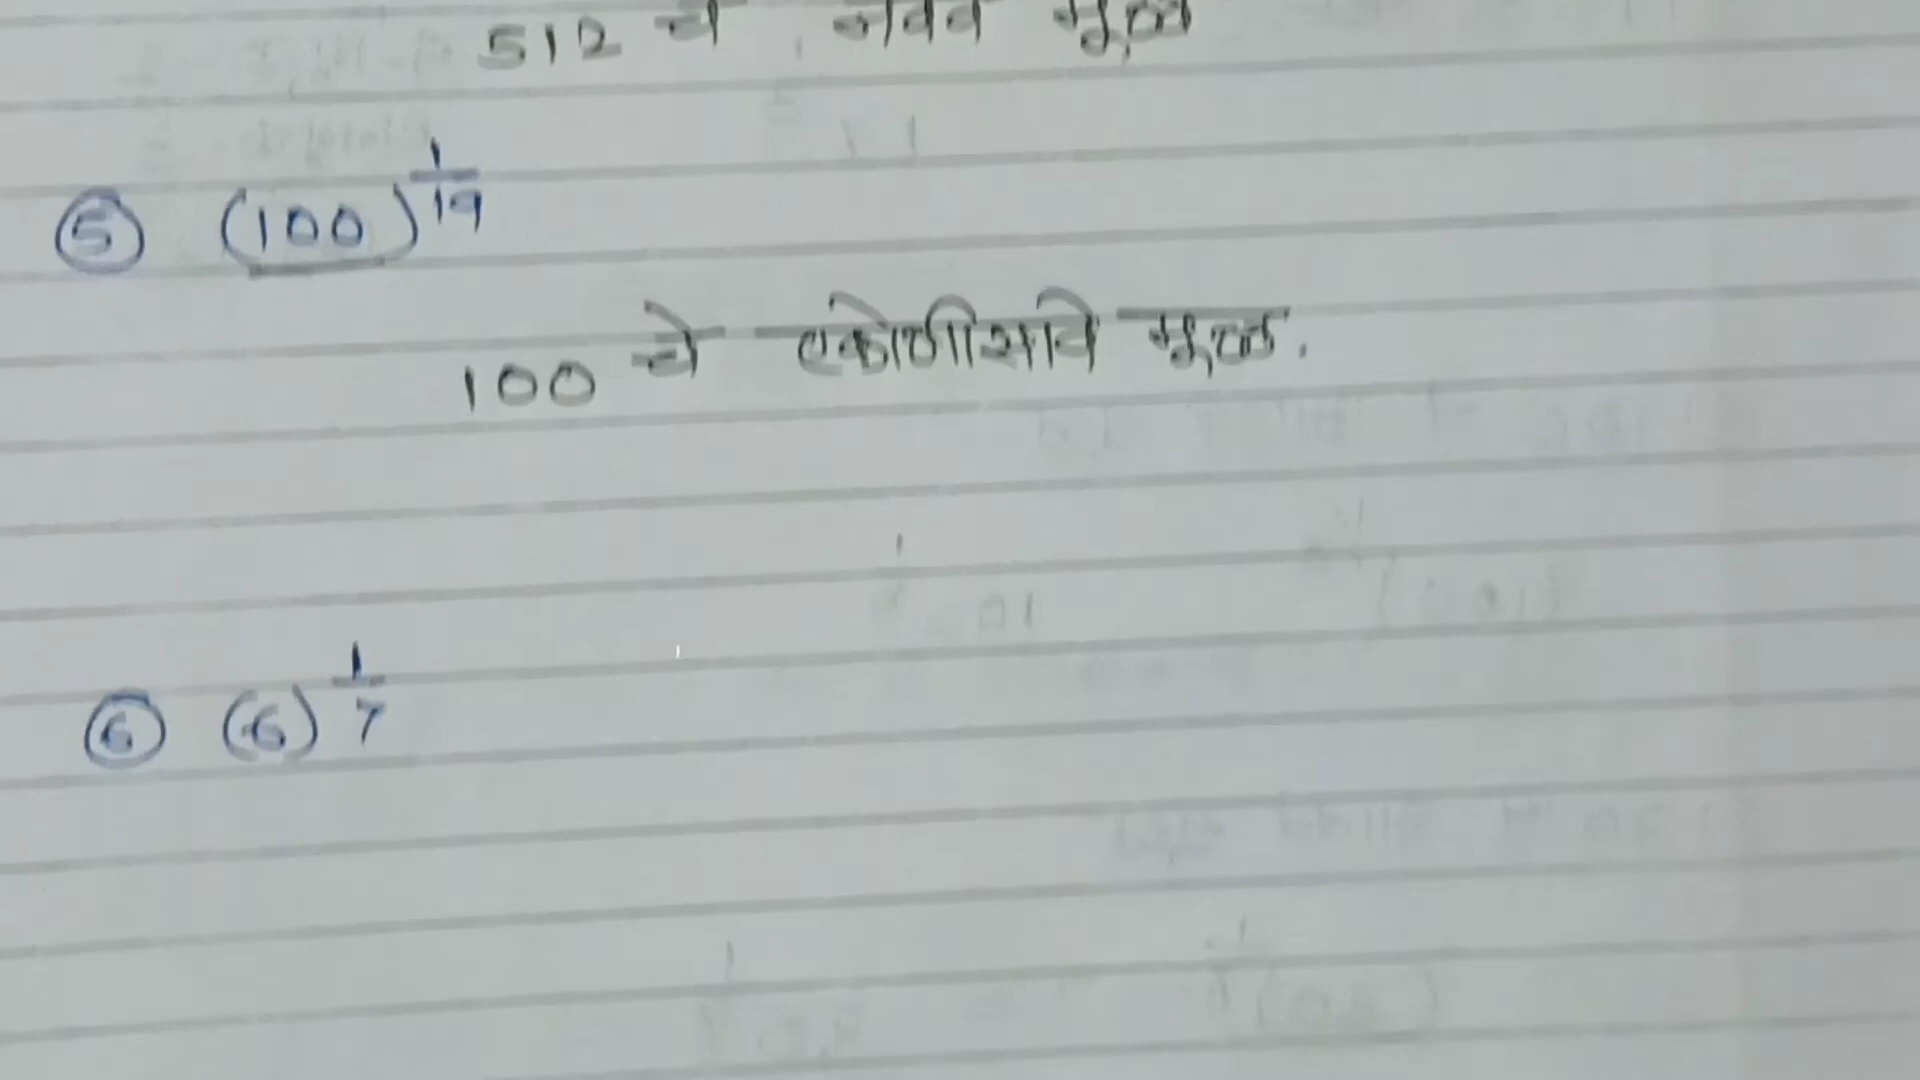 512 चे नववे मूळ
⑤ (100)^(1/19)
100 चे एकोणीसावे मूळ.
⑥ (6)^(1/7)